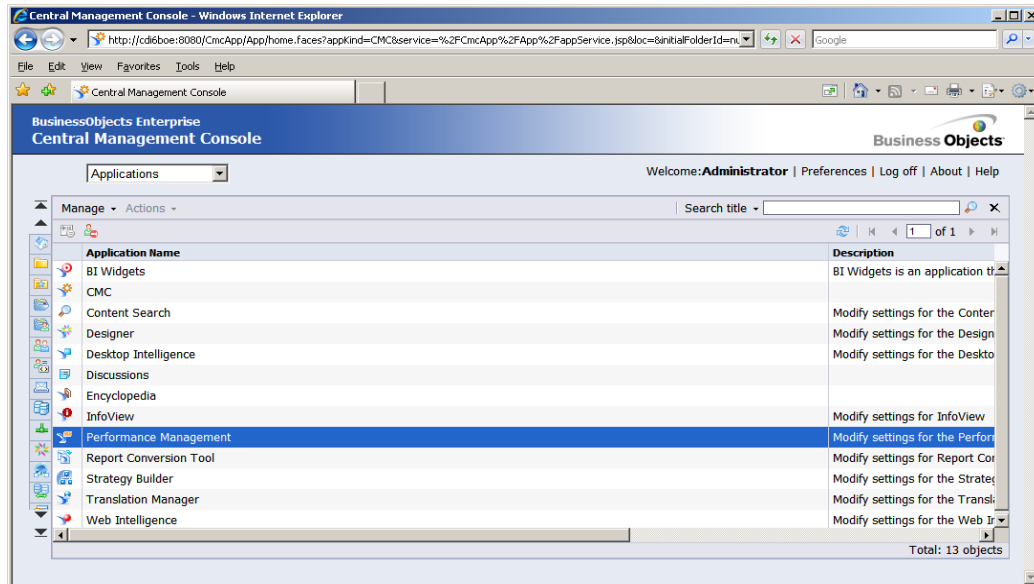 Central Management Console - Windows Internet Explorer
http://cdi6boe:8080/CmcApp/App/home.faces?appKind=CMC&service=%2FCmcApp%2FApp%2FappService.jsp&loc=&initialFolderId=nu
Google
File Edit View Favorites Tools Help
Central Management Console
BusinessObjects Enterprise
Central Management Console
Business Objects
Applications
Welcome:Administrator | Preferences | Log off | About | Help
Manage Actions Search title
1 of 1
Application Name Description
BI Widgets BI Widgets is an application th
CMC
Content Search Modify settings for the Conter
Designer Modify settings for the Design
Desktop Intelligence Modify settings for the Deskto
Discussions
Encyclopedia
InfoView Modify settings for InfoView
Performance Management Modify settings for the Perforr
Report Conversion Tool Modify settings for Report Cor
Strategy Builder Modify settings for the Strateg
Translation Manager Modify settings for the Transla
Web Intelligence Modify settings for the Web Ir
Total: 13 objects